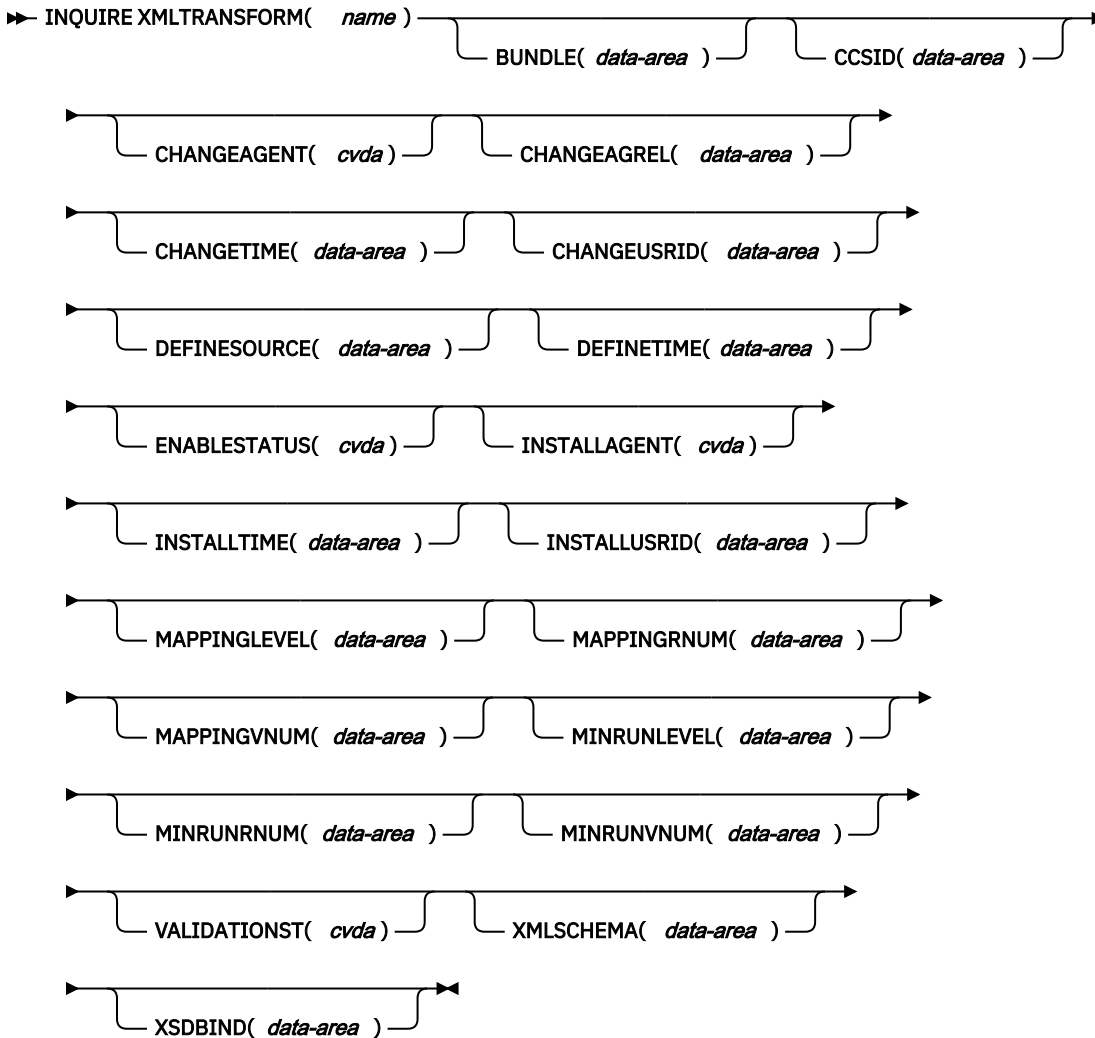 INQUIRE XMLTRANSFORM( name )
BUNDLE( data-area ) CCSID( data-area )
CHANGEAGENT( cvda ) CHANGEAGREL( data-area )
CHANGETIME( data-area ) CHANGEUSRID( data-area )
DEFINESOURCE( data-area ) DEFINETIME( data-area )
ENABLESTATUS( cvda ) INSTALLAGENT( cvda )
INSTALLTIME( data-area ) INSTALLUSRID( data-area )
MAPPINGLEVEL( data-area ) MAPPINGRNUM( data-area )
MAPPINGVNUM( data-area ) MINRUNLEVEL( data-area )
MINRUNRNUM( data-area ) MINRUNVNUM( data-area )
VALIDATIONST( cvda ) XMLSCHEMA( data-area )
XSDBIND( data-area )